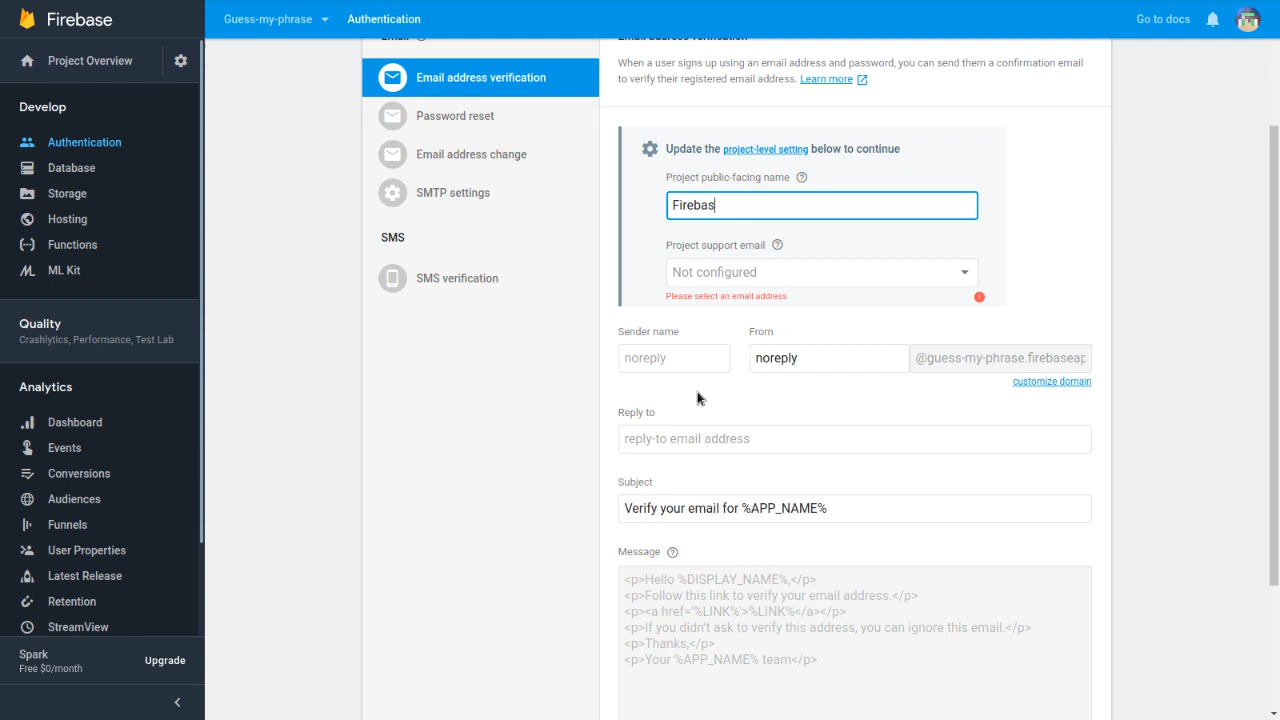 Firebase
Guess-my-phrase
Authentication
Go to docs
Project Overview
Develop
Authentication
Database
Storage
Hosting
Functions
ML Kit
Quality
Crashlytics, Performance, Test Lab
Analytics
Dashboard
Events
Conversions
Audiences
Funnels
User Properties
Latest Release
Retention
StreamView
Spark
Free $0/month
Upgrade
Email
Email address verification
Password reset
Email address change
SMTP settings
SMS
SMS verification
Email address verification
When a user signs up using an email address and password, you can send them a confirmation email
to verify their registered email address. Learn more
Update the project-level setting below to continue
Project public-facing name
Firebas
Project support email
Not configured
Please select an email address
Sender name
From
noreply
noreply
@guess-my-phrase.firebaseap
customize domain
Reply to
reply-to email address
Subject
Verify your email for %APP_NAME%
Message
<p>Hello %DISPLAY_NAME%,</p>
<p>Follow this link to verify your email address.</p>
<p><a href='%LINK%'>%LINK%</a></p>
<p>If you didn't ask to verify this address, you can ignore this email.</p>
<p>Thanks,</p>
<p>Your %APP_NAME% team</p>